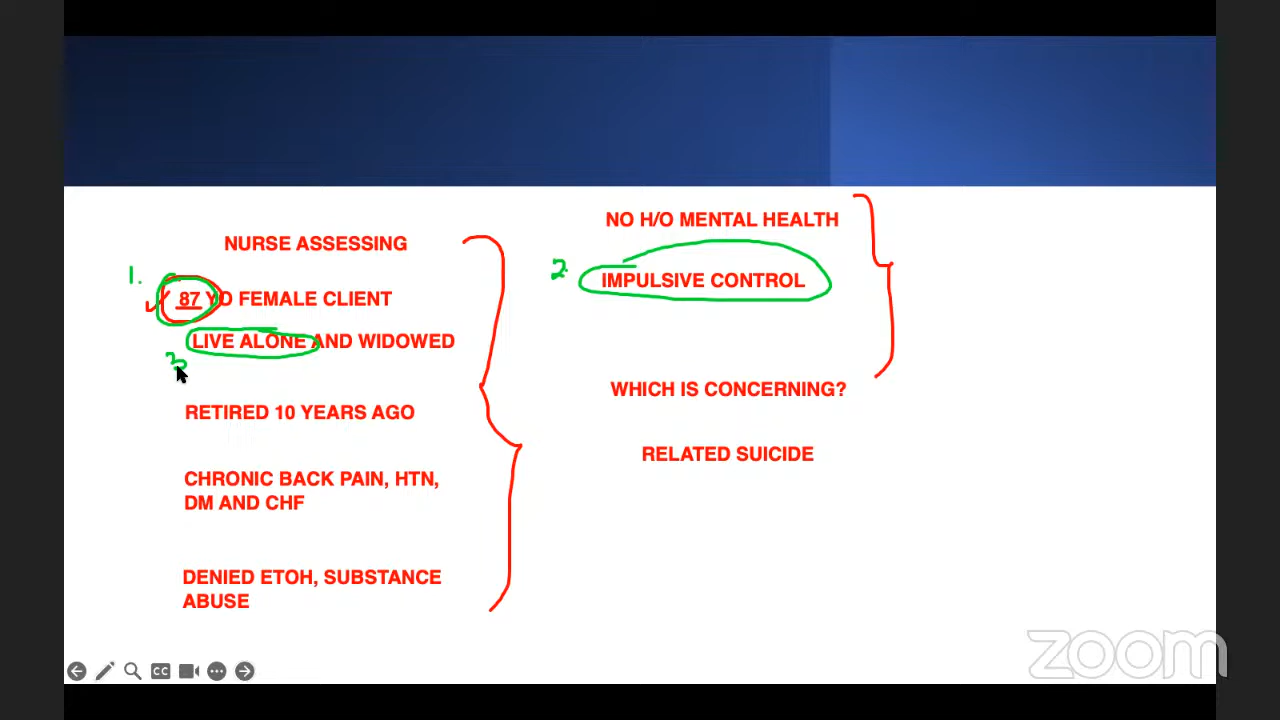 NURSE ASSESSING
1.
87 YO FEMALE CLIENT
LIVE ALONE AND WIDOWED
3
RETIRED 10 YEARS AGO
CHRONIC BACK PAIN, HTN,
DM AND CHF
DENIED ETOH, SUBSTANCE
ABUSE
NO H/O MENTAL HEALTH
2.
IMPULSIVE CONTROL
WHICH IS CONCERNING?
RELATED SUICIDE
CC
zoom